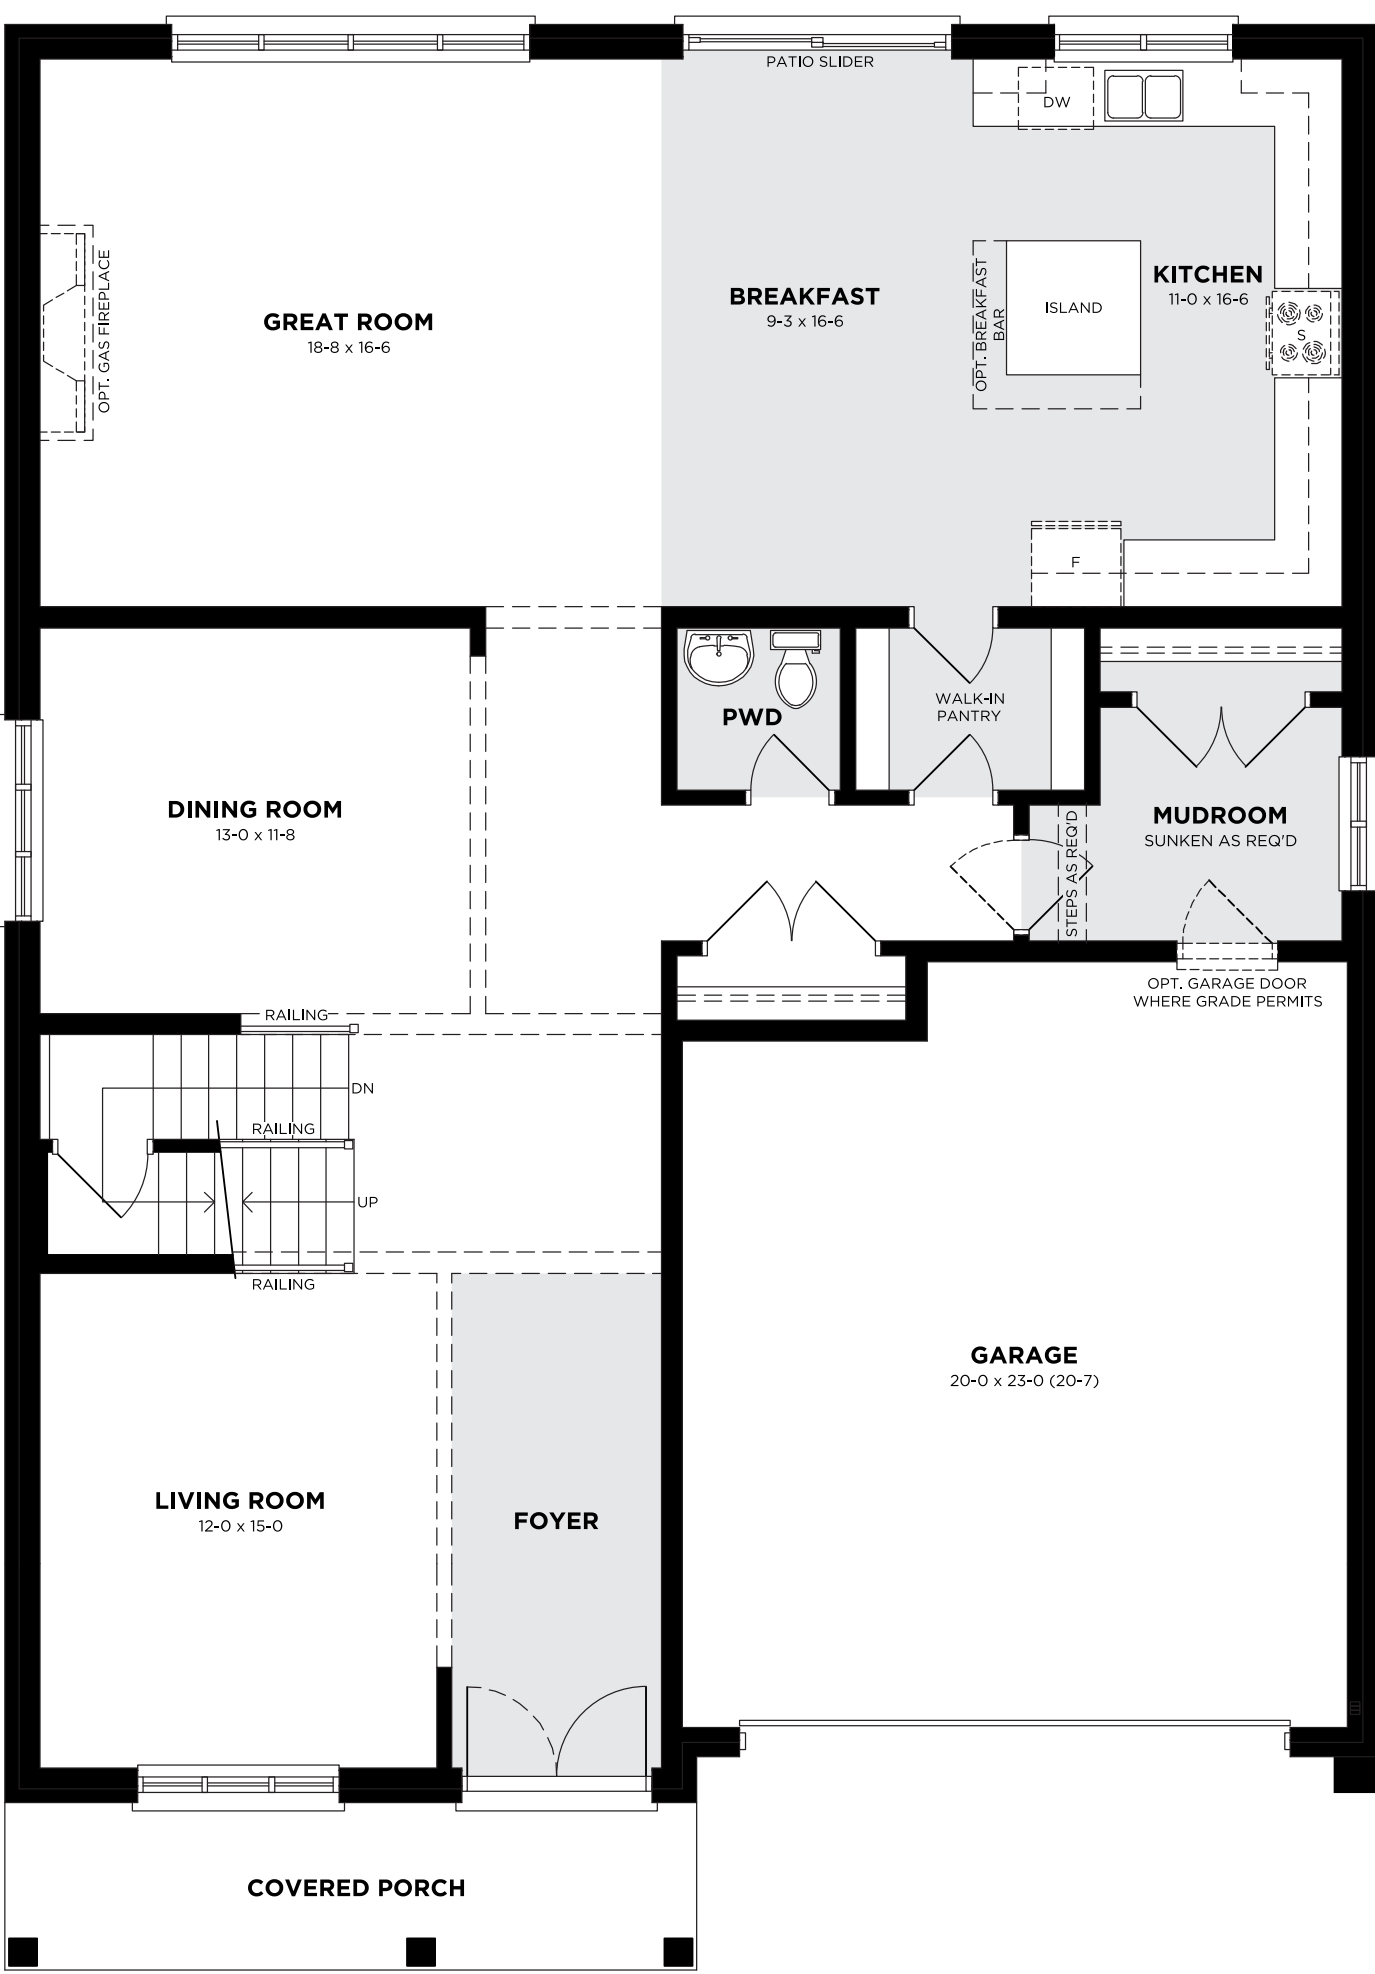 PATIO SLIDER
DW
OPT. GAS FIREPLACE
GREAT ROOM
18-8 x 16-6
BREAKFAST
9-3 x 16-6
OPT. BREAKFAST
BAR
ISLAND
KITCHEN
11-0 x 16-6
S
F
PWD
WALK-IN
PANTRY
DINING ROOM
13-0 x 11-8
STEPS AS REQ'D
MUDROOM
SUNKEN AS REQ'D
OPT. GARAGE DOOR
WHERE GRADE PERMITS
RAILING
DN
RAILING
UP
RAILING
GARAGE
20-0 x 23-0 (20-7)
LIVING ROOM
12-0 x 15-0
FOYER
COVERED PORCH